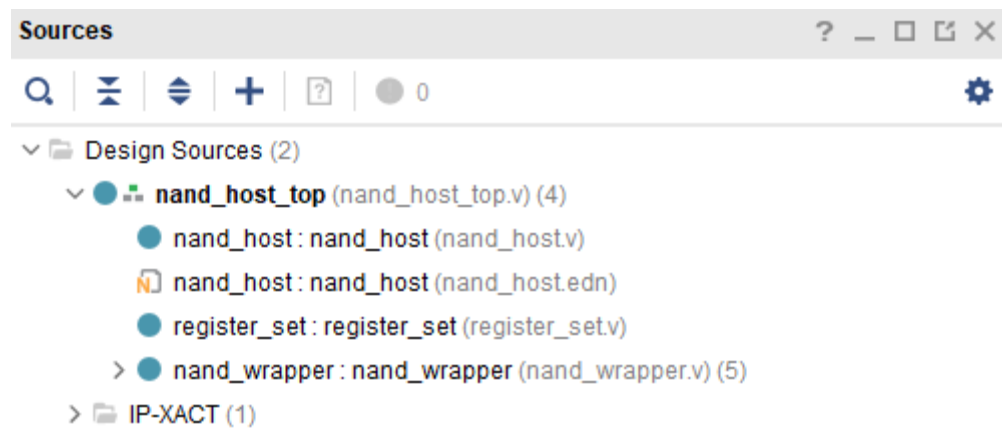 Sources
? 0
Design Sources (2)
nand_host_top (nand_host_top.v) (4)
nand_host : nand_host (nand_host.v)
nand_host : nand_host (nand_host.edn)
register_set : register_set (register_set.v)
nand_wrapper : nand_wrapper (nand_wrapper.v) (5)
IP-XACT (1)